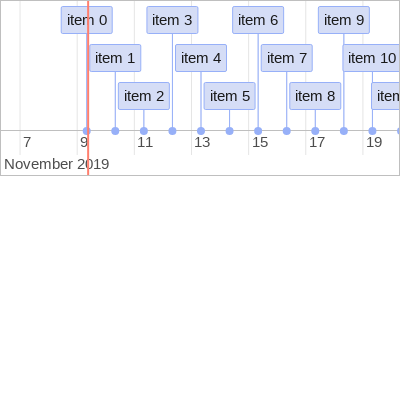 item 0 item 3 item 6 item 9
item 1 item 4 item 7 item 10
item 2 item 5 item 8
7 9 11 13 15 17 19
November 2019